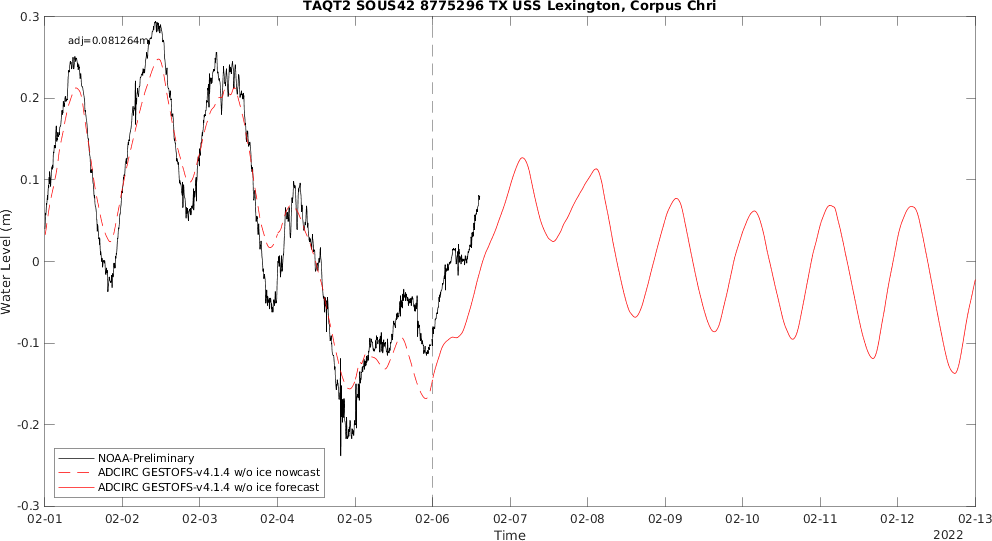 TAQT2 SOUS42 8775296 TX USS Lexington, Corpus Chri
adj=0.081264m
0.3
0.2
0.1
0
-0.1
-0.2
-0.3
Water Level (m)
NOAA-Preliminary
ADCIRC GESTOFS-v4.1.4 w/o ice nowcast
ADCIRC GESTOFS-v4.1.4 w/o ice forecast
02-01 02-02 02-03 02-04 02-05 02-06 02-07 02-08 02-09 02-10 02-11 02-12 02-13
Time
2022